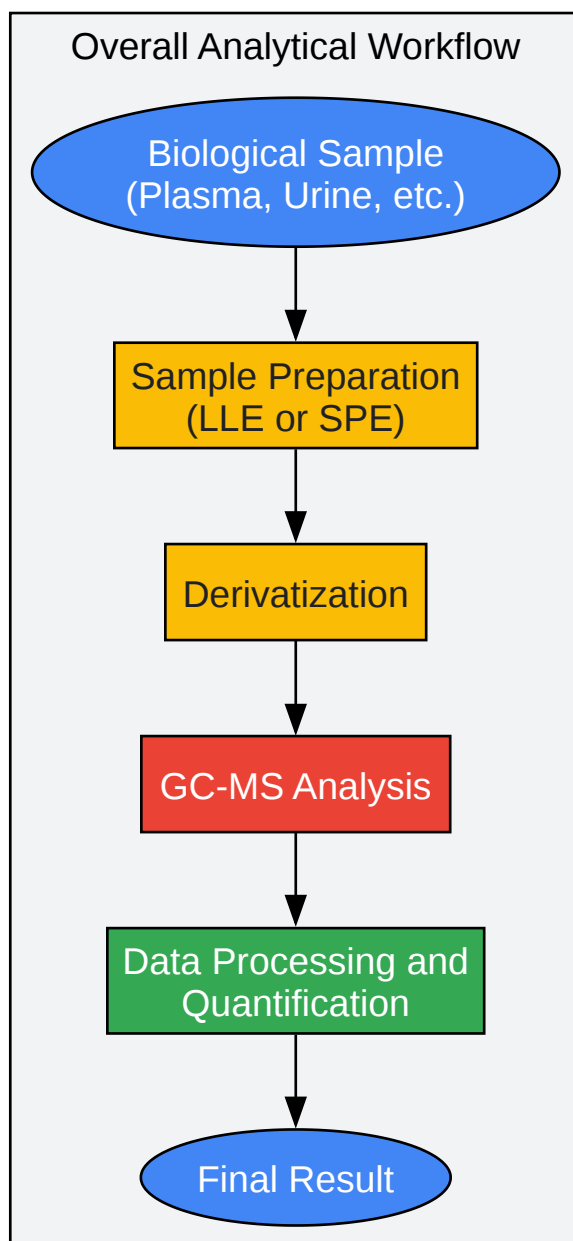 Overall Analytical Workflow
Biological Sample
(Plasma, Urine, etc.)
Sample Preparation
(LLE or SPE)
Derivatization
GC-MS Analysis
Data Processing and
Quantification
Final Result